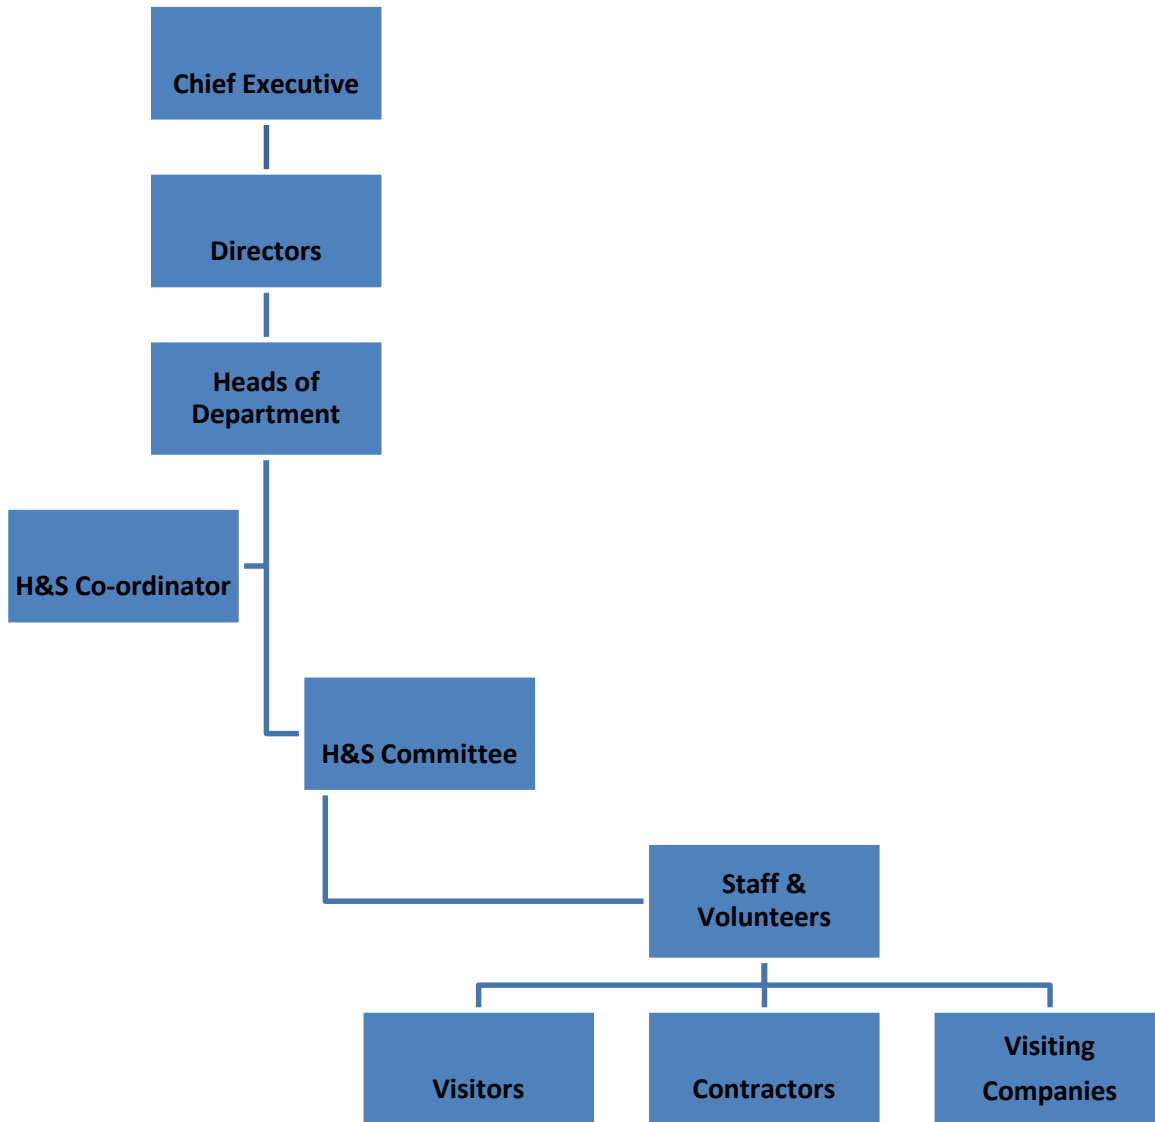 Chief Executive
Directors
Heads of
Department
H&S Co-ordinator
H&S Committee
Staff &
Volunteers
Visitors
Contractors
Visiting
Companies